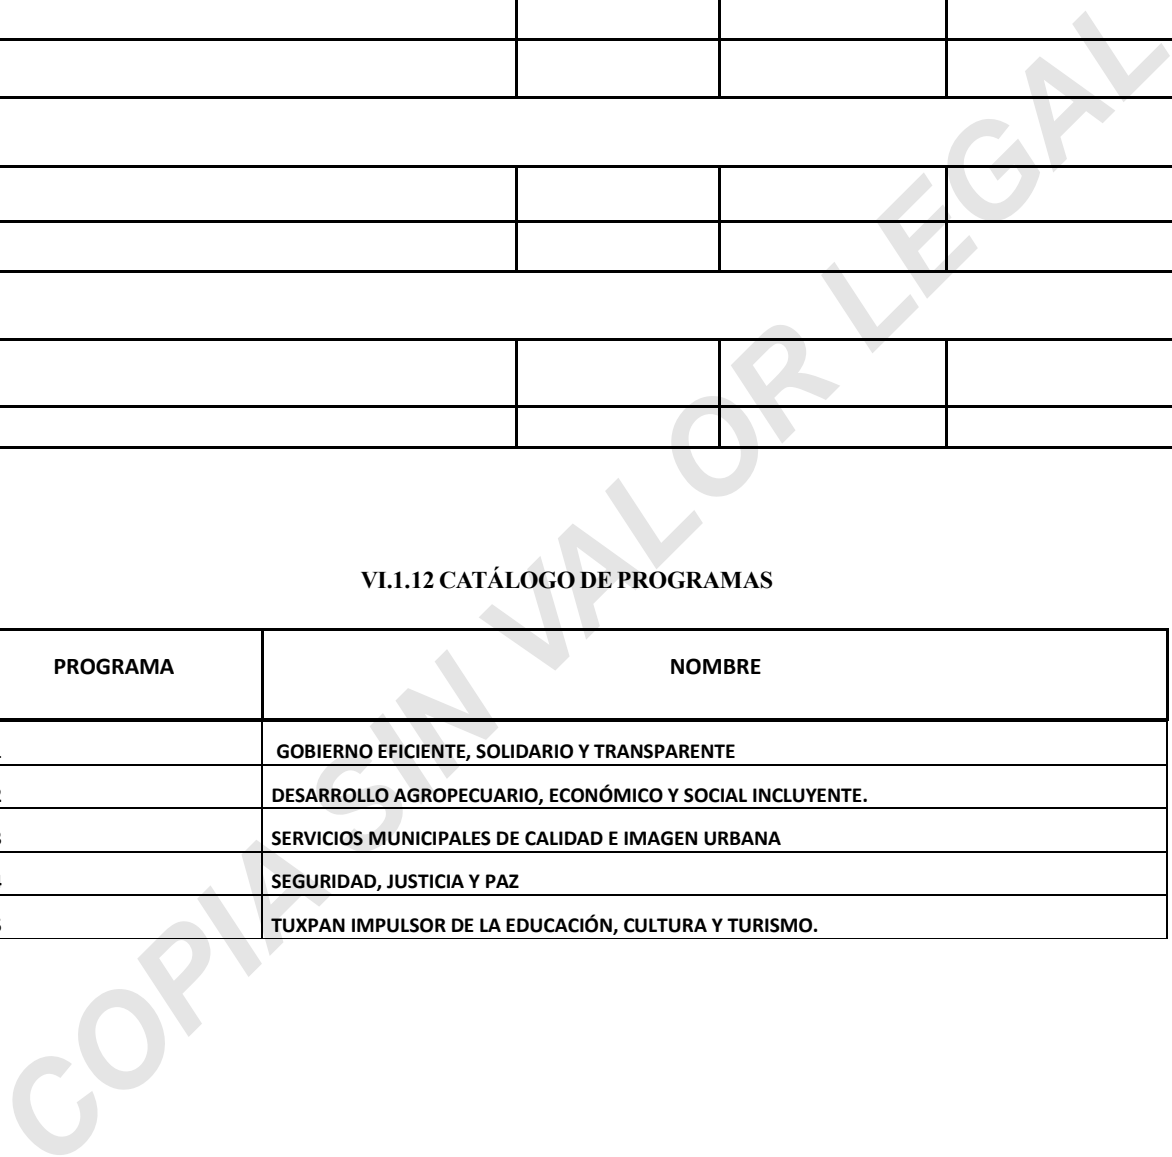 VI.1.12 CATÁLOGO DE PROGRAMAS
PROGRAMA NOMBRE
GOBIERNO EFICIENTE, SOLIDARIO Y TRANSPARENTE
DESARROLLO AGROPECUARIO, ECONÓMICO Y SOCIAL INCLUYENTE.
SERVICIOS MUNICIPALES DE CALIDAD E IMAGEN URBANA
SEGURIDAD, JUSTICIA Y PAZ
TUXPAN IMPULSOR DE LA EDUCACIÓN, CULTURA Y TURISMO.
COPIA SIN VALOR LEGAL